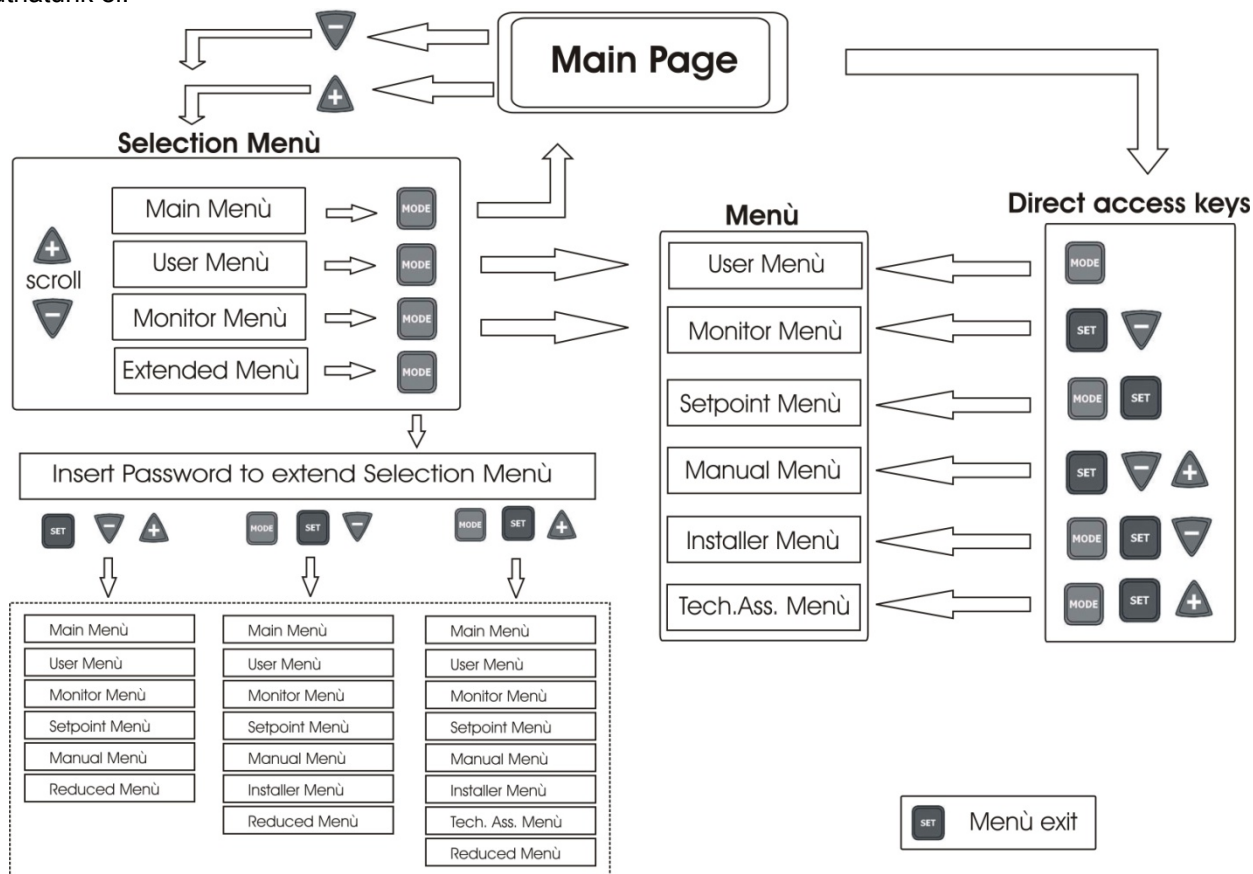 −
Main Page
+
Selection Menù
Main Menù MODE
User Menù MODE
Monitor Menù MODE
Extended Menù MODE
+
scroll
−
Insert Password to extend Selection Menù
SET − +
MODE SET −
MODE SET +
Main Menù
User Menù
Monitor Menù
Setpoint Menù
Manual Menù
Reduced Menù
Main Menù
User Menù
Monitor Menù
Setpoint Menù
Manual Menù
Installer Menù
Reduced Menù
Main Menù
User Menù
Monitor Menù
Setpoint Menù
Manual Menù
Installer Menù
Tech. Ass. Menù
Reduced Menù
Menù
User Menù
Monitor Menù
Setpoint Menù
Manual Menù
Installer Menù
Tech.Ass. Menù
Direct access keys
MODE
SET −
MODE SET
SET − +
MODE SET −
MODE SET +
SET Menù exit